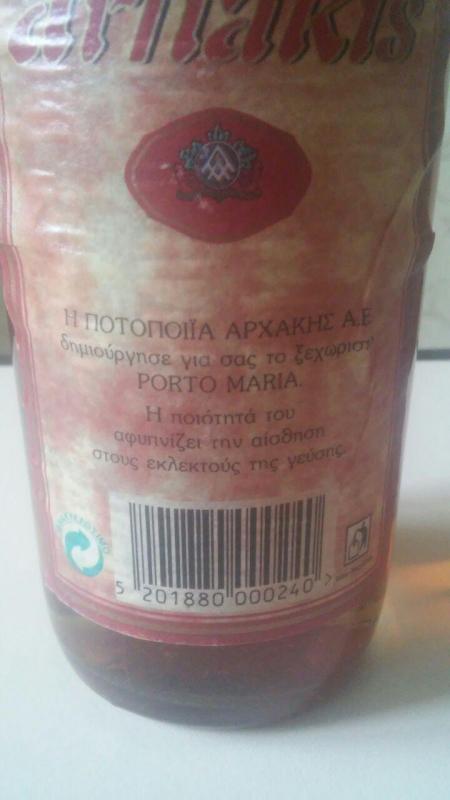 arhakis
Η ΠΟΤΟΠΟΙΪΑ ΑΡΧΑΚΗΣ Α.Ε
δημιούργησε για σας το ξεχωριστ
PORTO MARIA.
Η ποιότητά του
αφυπνίζει την αίσθηση
στους εκλεκτούς της γεύσης.
5 201880 000240 >